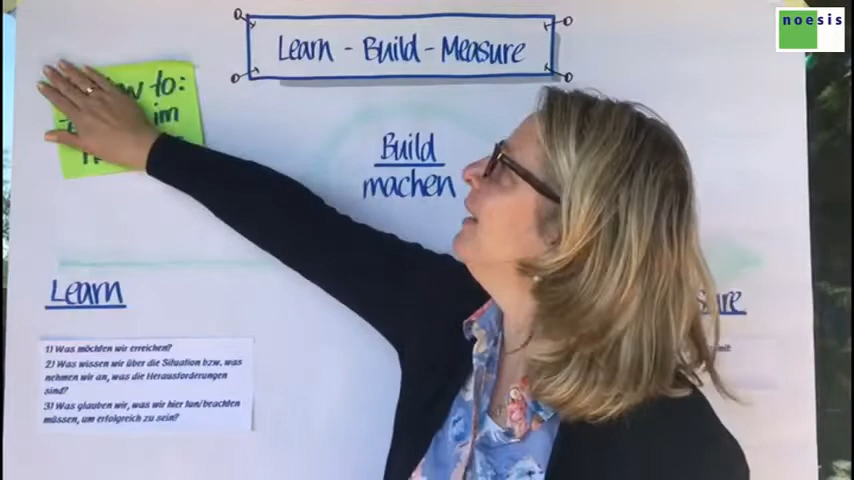 noesis
Learn - Build - Measure
to:
im
Build
machen
Learn
1) Was möchten wir erreichen?
2) Was wissen wir über die Situation bzw. was
nehmen wir an, was die Herausforderungen
sind?
3) Was glauben wir, was wir hier tun/beachten
müssen, um erfolgreich zu sein?